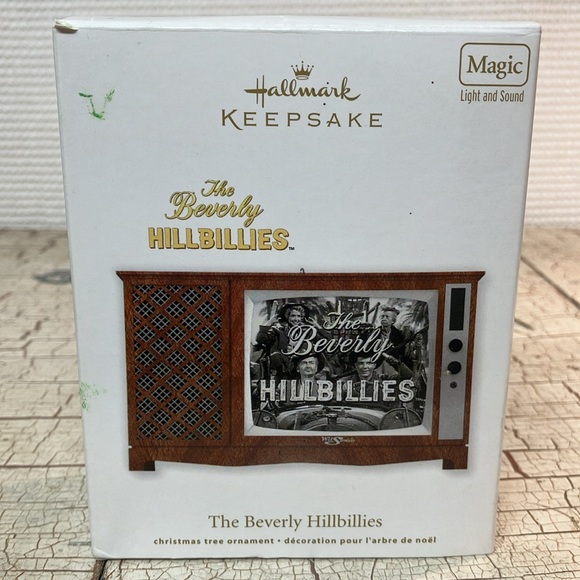 Hallmark
KEEPSAKE
Magic
Light and Sound
The
Beverly
HILLBILLIES™
The
Beverly
HILLBILLIES
The Beverly Hillbillies
christmas tree ornament • décoration pour l'arbre de noël